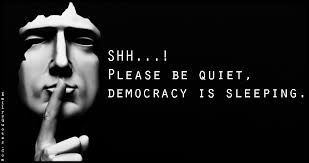 SHH...!
PLEASE BE QUIET,
DEMOCRACY IS SLEEPING.